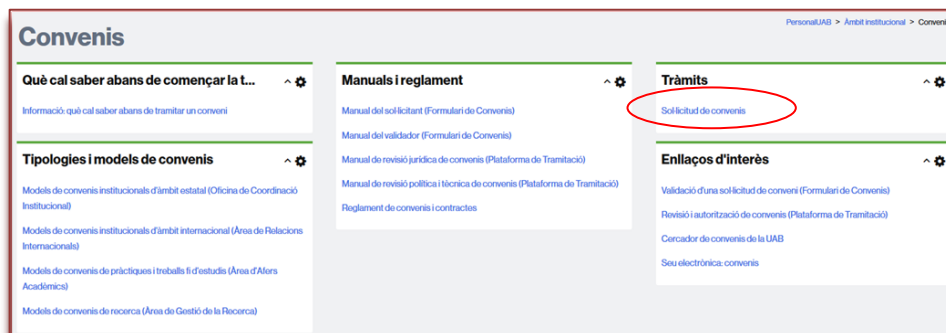 PersonalUAB > Àmbit institucional > Conveni
Convenis
Què cal saber abans de començar la t...
Informació: què cal saber abans de tramitar un conveni
Tipologies i models de convenis
Models de convenis institucionals d'àmbit estatal (Oficina de Coordinació
Institucional)
Models de convenis institucionals d'àmbit internacional (Àrea de Relacions
Internacionals)
Models de convenis de pràctiques i treballs fi d'estudis (Àrea d'Afers
Acadèmics)
Models de convenis de recerca (Àrea de Gestió de la Recerca)
Manuals i reglament
Manual del sol·licitant (Formulari de Convenis)
Manual del validador (Formulari de Convenis)
Manual de revisió jurídica de convenis (Plataforma de Tramitació)
Manual de revisió política i tècnica de convenis (Plataforma de Tramitació)
Reglament de convenis i contractes
Tràmits
Sol·licitud de convenis
Enllaços d'interès
Validació d'una sol·licitud de conveni (Formulari de Convenis)
Revisió i autorització de convenis (Plataforma de Tramitació)
Cercador de convenis de la UAB
Seu electrònica: convenis